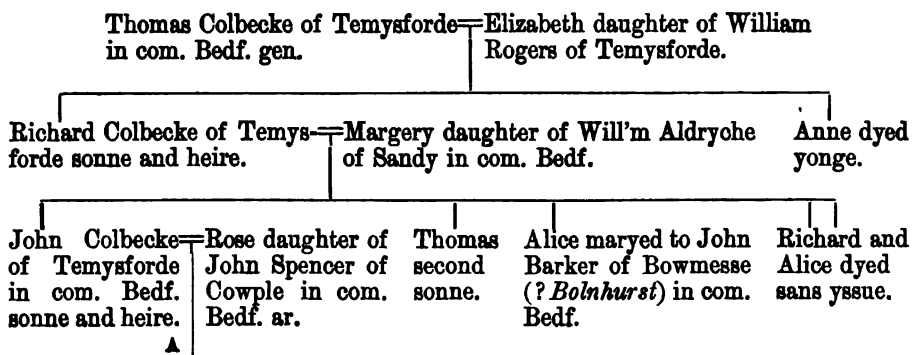 Thomas Colbecke of Temysforde
in com. Bedf. gen.
Elizabeth daughter of William
Rogers of Temysforde.
Richard Colbecke of Temys-
forde sonne and heire.
Margery daughter of Will'm Aldryche
of Sandy in com. Bedf.
Anne dyed
yonge.
John Colbecke
of Temysforde
in com. Bedf.
sonne and heire.
A
Rose daughter of
John Spencer of
Cowple in com.
Bedf. ar.
Thomas
second
sonne.
Alice maryed to John
Barker of Bowmesse
(? Bolnhurst) in com.
Bedf.
Richard and
Alice dyed
sans yssue.